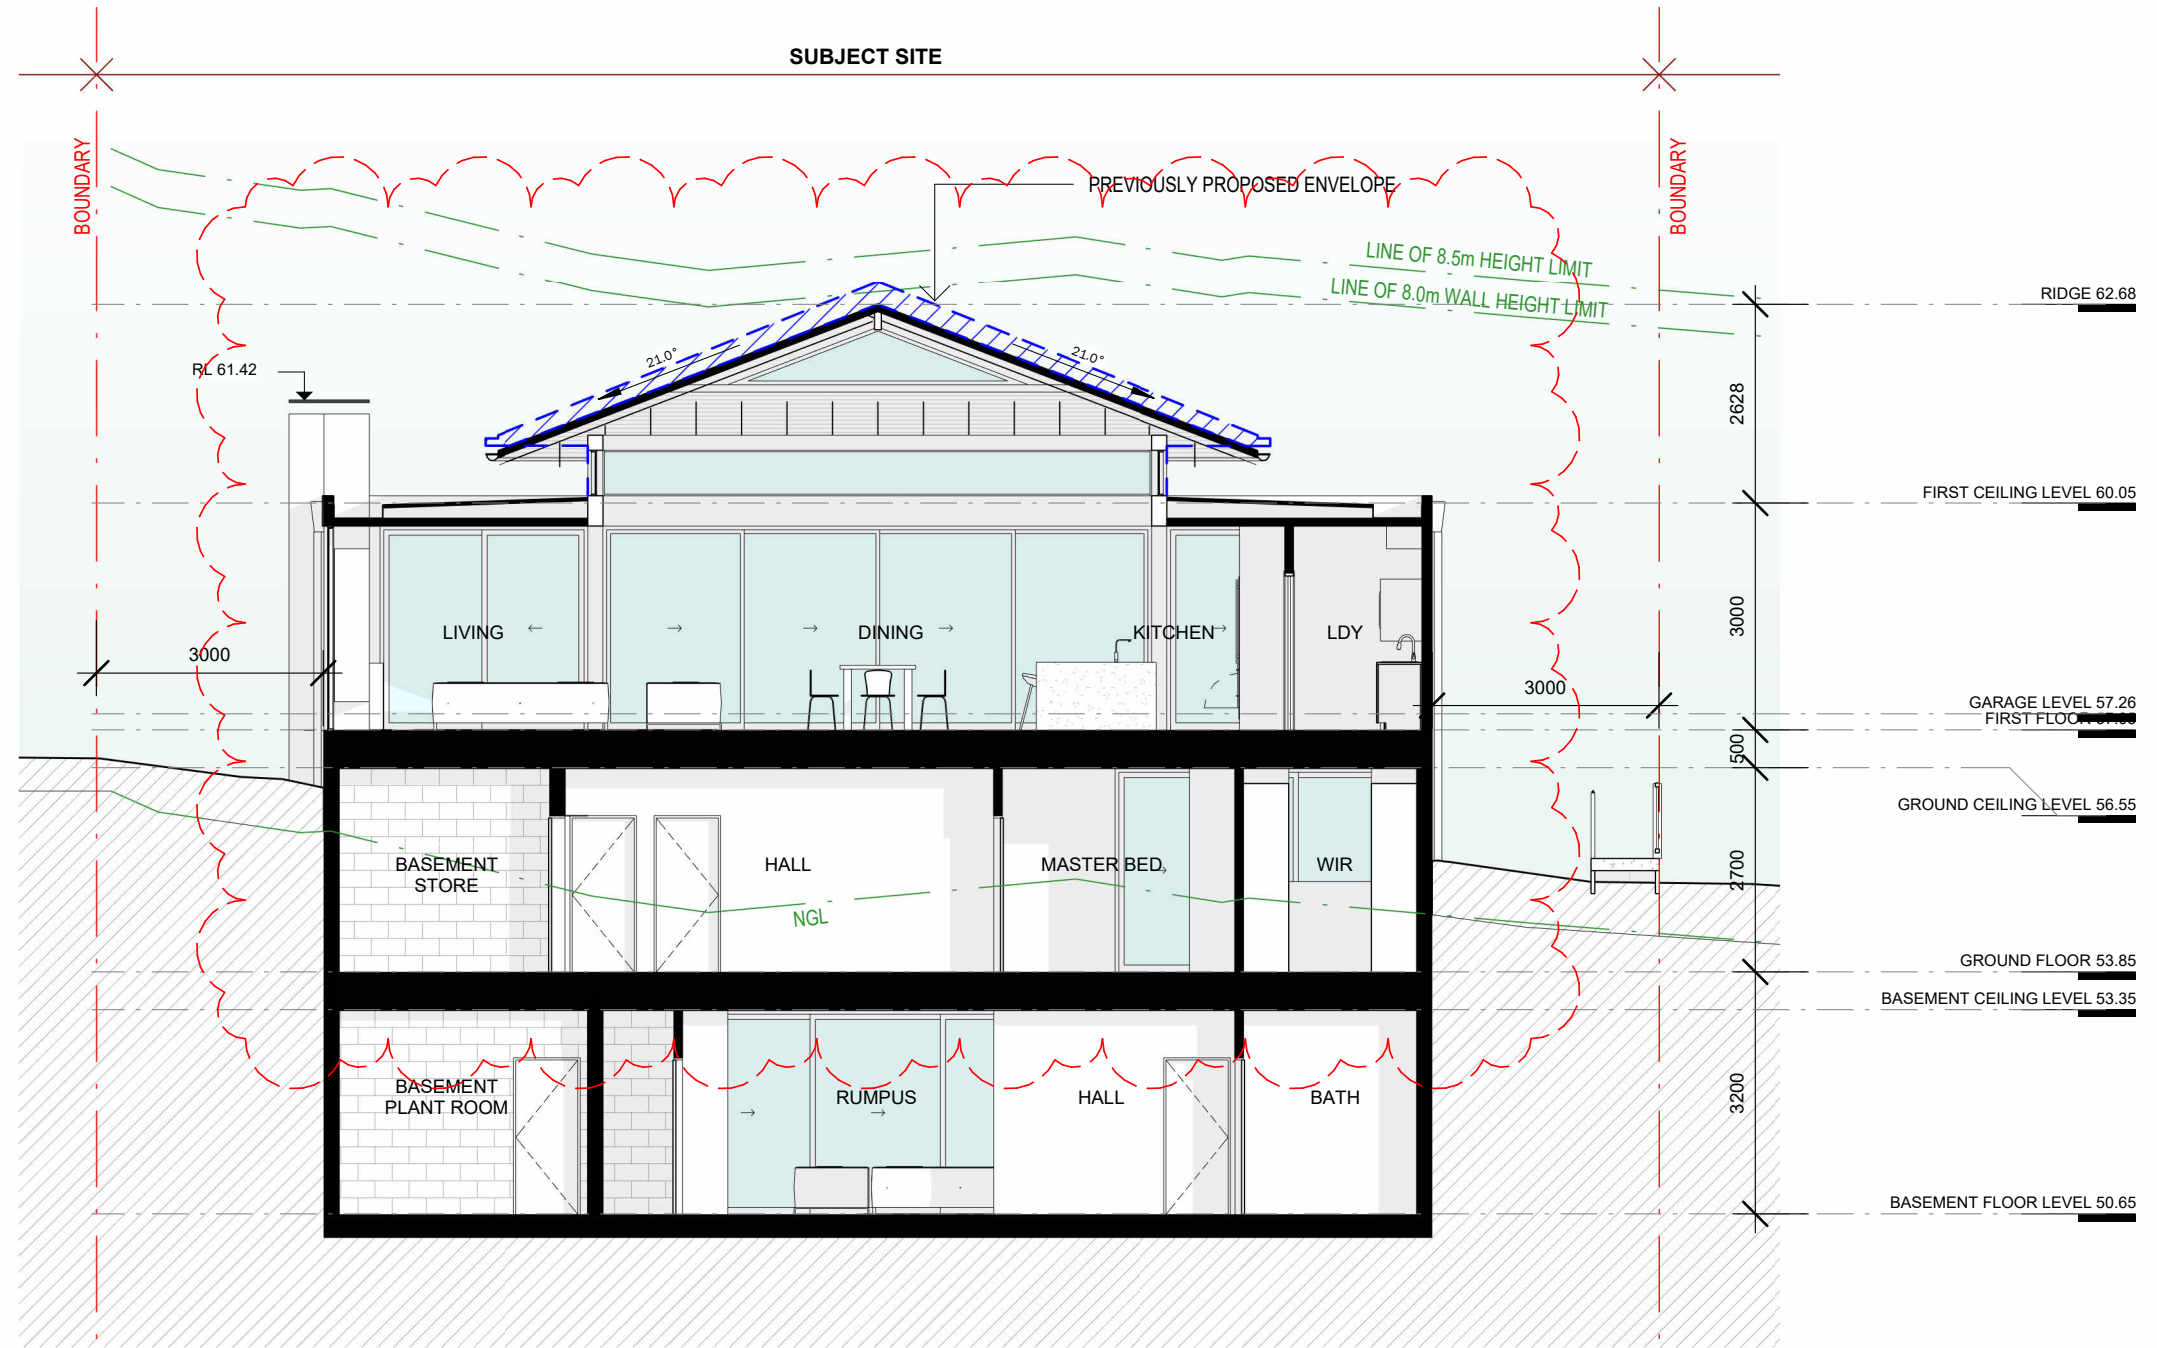 SUBJECT SITE
BOUNDARY
BOUNDARY
PREVIOUSLY PROPOSED ENVELOPE
LINE OF 8.5m HEIGHT LIMIT
LINE OF 8.0m WALL HEIGHT LIMIT
RIDGE 62.68
21.0°
21.0°
RL 61.42
2628
FIRST CEILING LEVEL 60.05
3000
LIVING
DINING
KITCHEN
LDY
3000
3000
GARAGE LEVEL 57.26
FIRST FLOOR
500
GROUND CEILING LEVEL 56.55
BASEMENT
STORE
HALL
MASTER BED
WIR
2700
NGL
GROUND FLOOR 53.85
BASEMENT CEILING LEVEL 53.35
BASEMENT
PLANT ROOM
RUMPUS
HALL
BATH
3200
BASEMENT FLOOR LEVEL 50.65